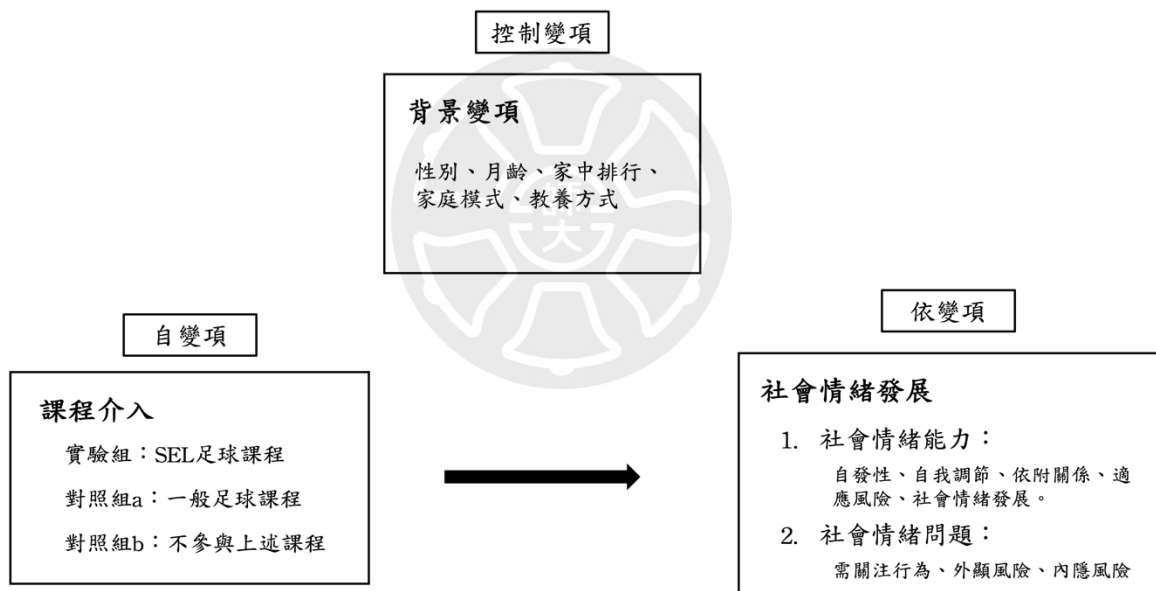 控制變項
背景變項
性別、月齡、家中排行、
家庭模式、教養方式
師大
自變項
課程介入
實驗組：SEL足球課程
對照組a：一般足球課程
對照組b：不參與上述課程
依變項
社會情緒發展
1. 社會情緒能力：
自發性、自我調節、依附關係、適
應風險、社會情緒發展。
2. 社會情緒問題：
需關注行為、外顯風險、內隱風險